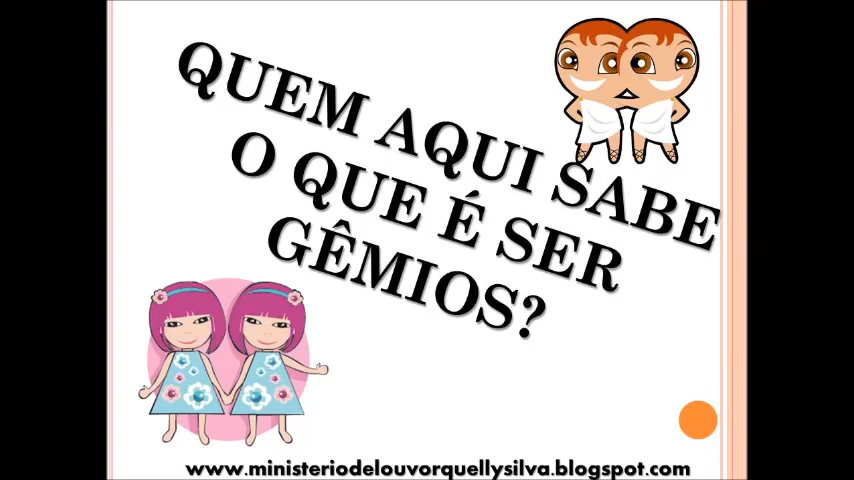 QUEM AQUI SABE
O QUE É SER
GÊMIOS?
www.ministeriodelouvorquellysilva.blogspot.com